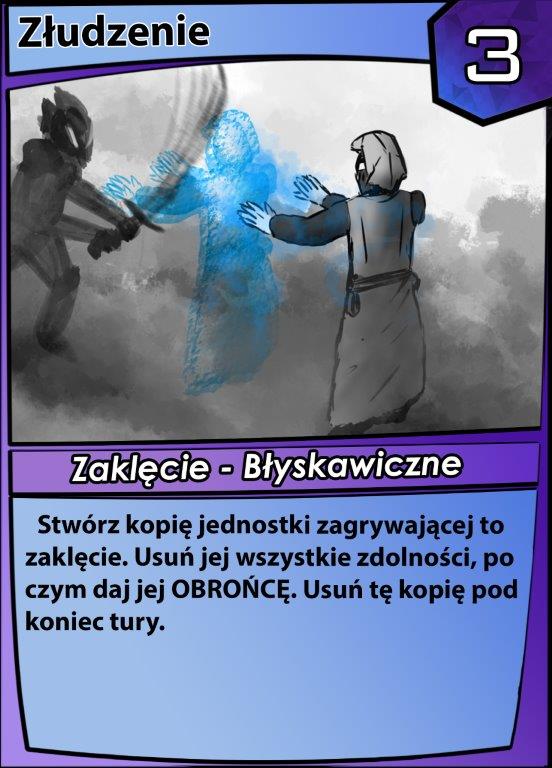 Złudzenie
3
Zaklęcie - Błyskawiczne
Stwórz kopię jednostki zagrywającej to
zaklęcie. Usuń jej wszystkie zdolności, po
czym daj jej OBROŃCĘ. Usuń tę kopię pod
koniec tury.